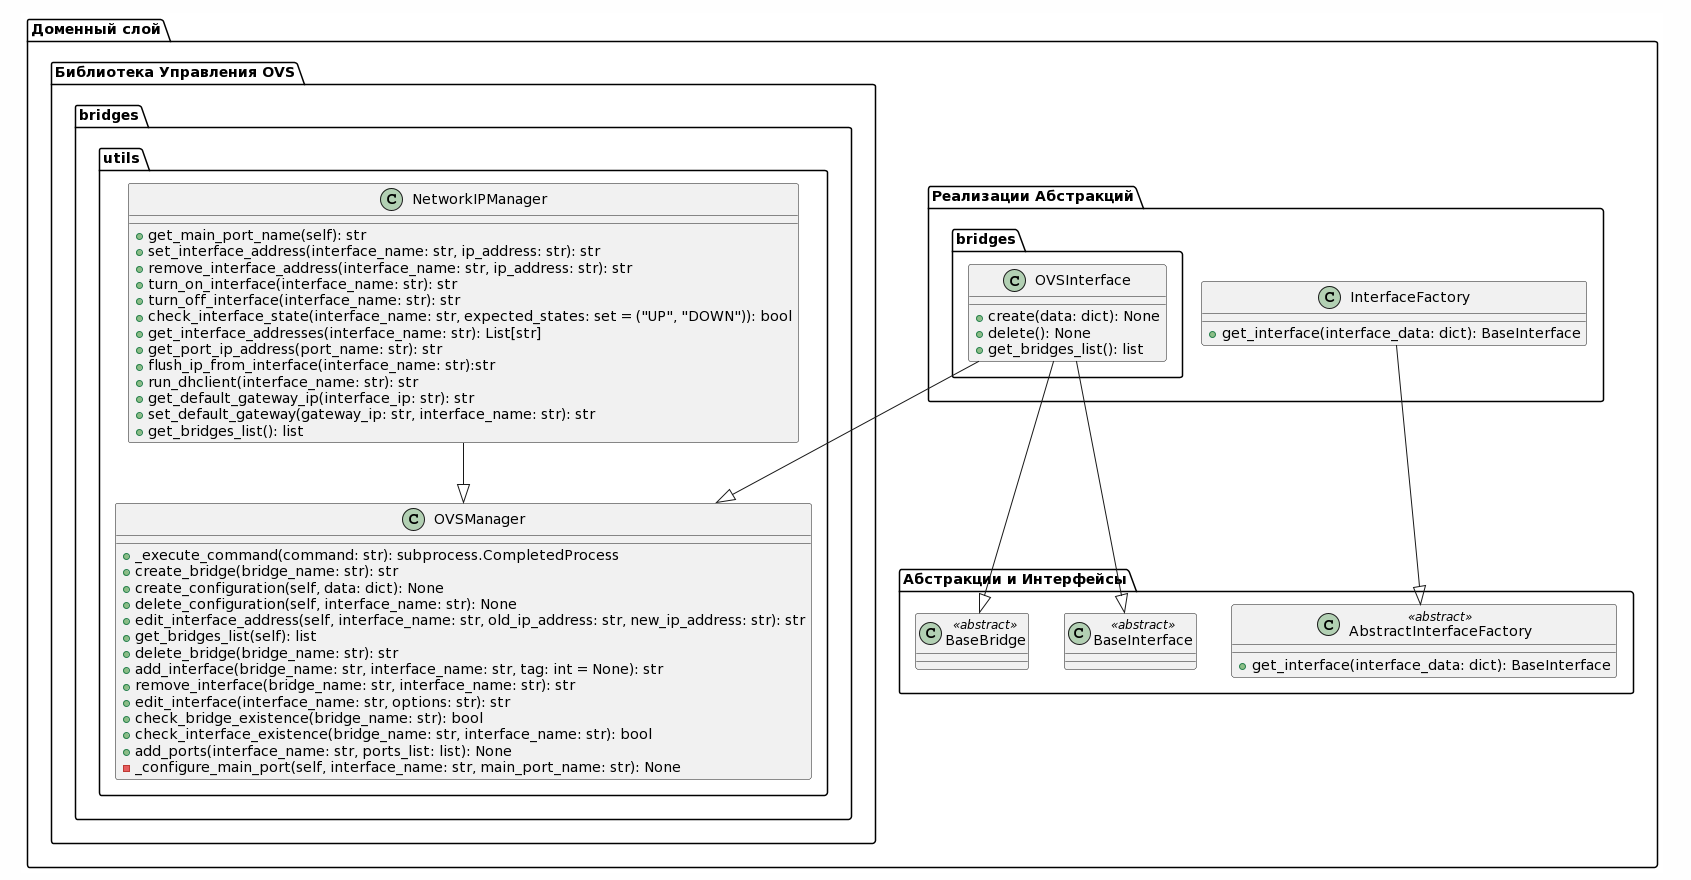 Доменный слой
Библиотека Управления OVS
bridges
utils
NetworkIPManager
get_main_port_name(self): str
set_interface_address(interface_name: str, ip_address: str): str
remove_interface_address(interface_name: str, ip_address: str): str
turn_on_interface(interface_name: str): str
turn_off_interface(interface_name: str): str
check_interface_state(interface_name: str, expected_states: set = ("UP", "DOWN")): bool
get_interface_addresses(interface_name: str): List[str]
get_port_ip_address(port_name: str): str
flush_ip_from_interface(interface_name: str):str
run_dhclient(interface_name: str): str
get_default_gateway_ip(interface_ip: str): str
set_default_gateway(gateway_ip: str, interface_name: str): str
get_bridges_list(): list
OVSManager
_execute_command(command: str): subprocess.CompletedProcess
create_bridge(bridge_name: str): str
create_configuration(self, data: dict): None
delete_configuration(self, interface_name: str): None
edit_interface_address(self, interface_name: str, old_ip_address: str, new_ip_address: str): str
get_bridges_list(self): list
delete_bridge(bridge_name: str): str
add_interface(bridge_name: str, interface_name: str, tag: int = None): str
remove_interface(bridge_name: str, interface_name: str): str
edit_interface(interface_name: str, options: str): str
check_bridge_existence(bridge_name: str): bool
check_interface_existence(bridge_name: str, interface_name: str): bool
add_ports(interface_name: str, ports_list: list): None
_configure_main_port(self, interface_name: str, main_port_name: str): None
Реализации Абстракций
bridges
OVSInterface
create(data: dict): None
delete(): None
get_bridges_list(): list
InterfaceFactory
get_interface(interface_data: dict): BaseInterface
Абстракции и Интерфейсы
«abstract»
BaseBridge
«abstract»
BaseInterface
«abstract»
AbstractInterfaceFactory
get_interface(interface_data: dict): BaseInterface